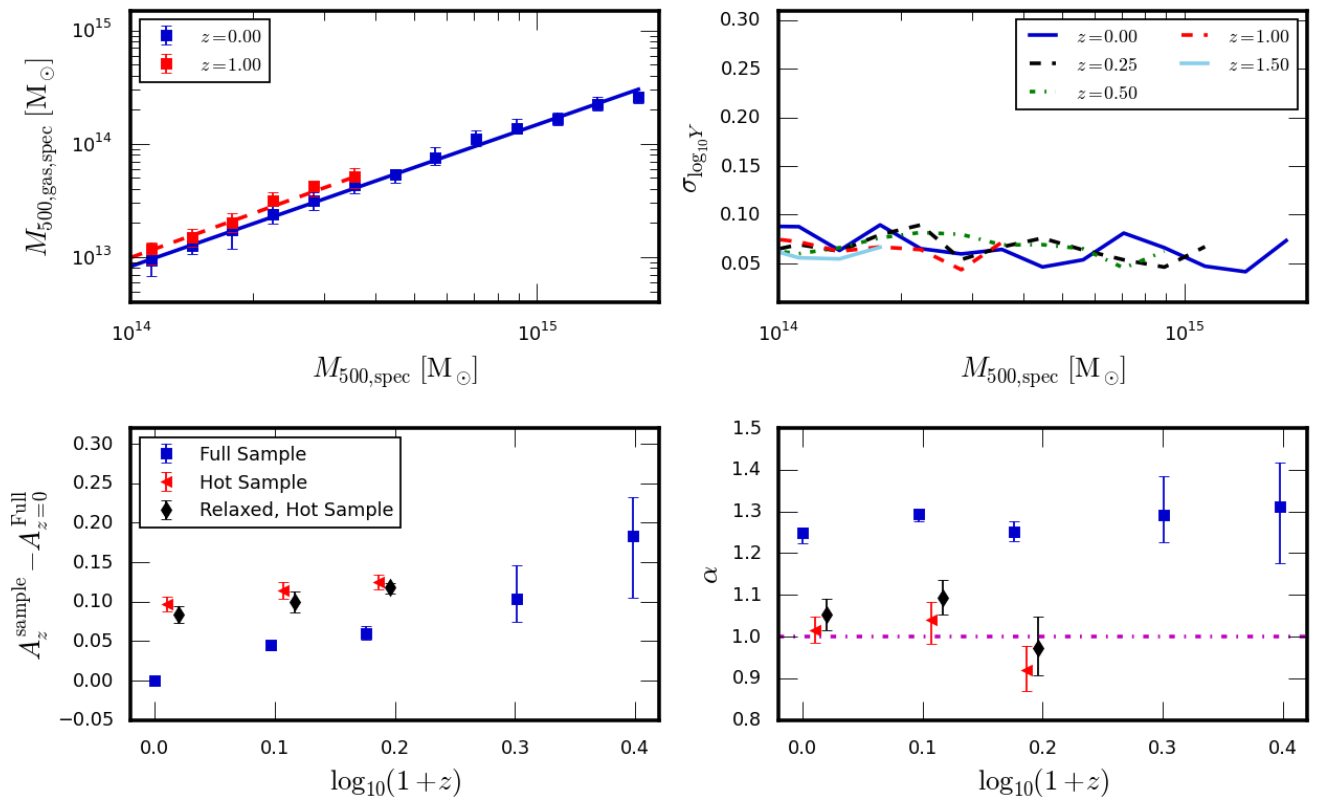 10^15
10^14
10^13
M_500,gas,spec [M_⊙]
z=0.00
z=1.00
10^14
10^15
M_500,spec [M_⊙]
0.30
0.25
0.20
0.15
0.10
0.05
σ_log₁₀Y
z=0.00
z=0.25
z=0.50
z=1.00
z=1.50
10^14
10^15
M_500,spec [M_⊙]
0.30
0.25
0.20
0.15
0.10
0.05
0.00
−0.05
A_z^sample − A_z=0^Full
Full Sample
Hot Sample
Relaxed, Hot Sample
0.0 0.1 0.2 0.3 0.4
log₁₀(1+z)
1.5
1.4
1.3
1.2
1.1
1.0
0.9
0.8
α
0.0 0.1 0.2 0.3 0.4
log₁₀(1+z)